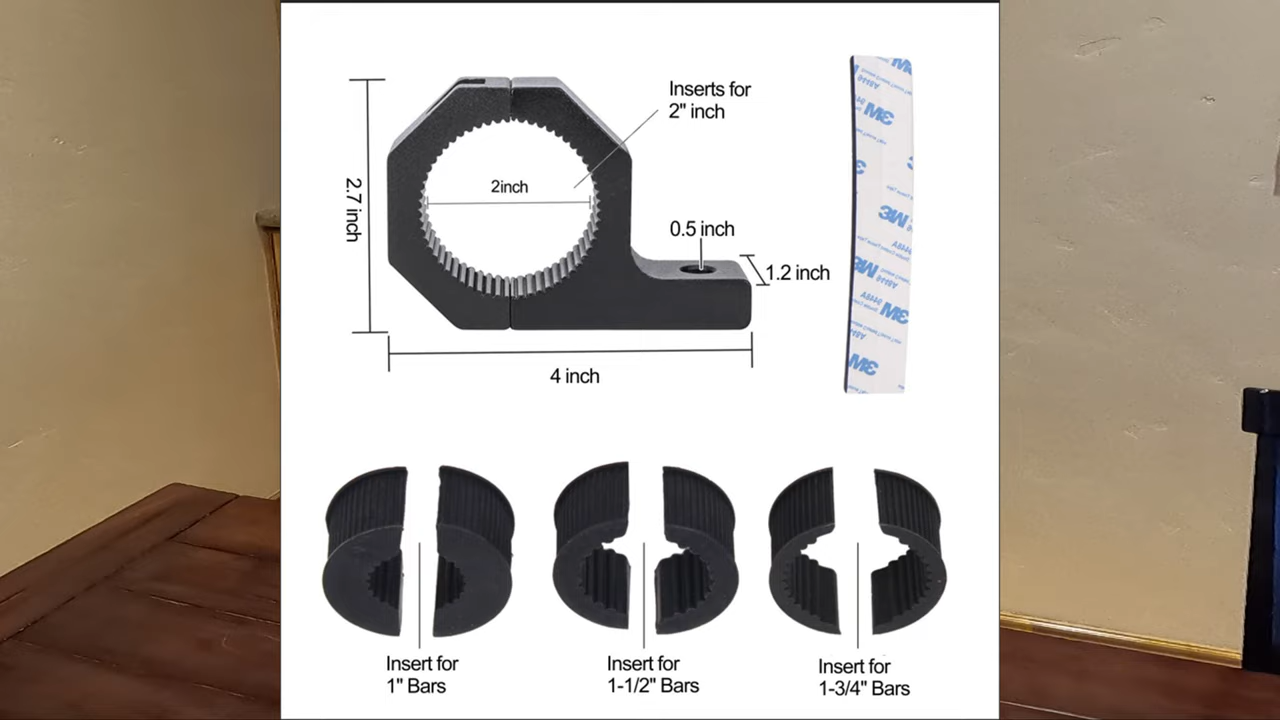 Inserts for
2" inch
2.7 inch
2inch
0.5 inch
1.2 inch
4 inch
3M
3M
3M
3M
3M
Insert for
1" Bars
Insert for
1-1/2" Bars
Insert for
1-3/4" Bars